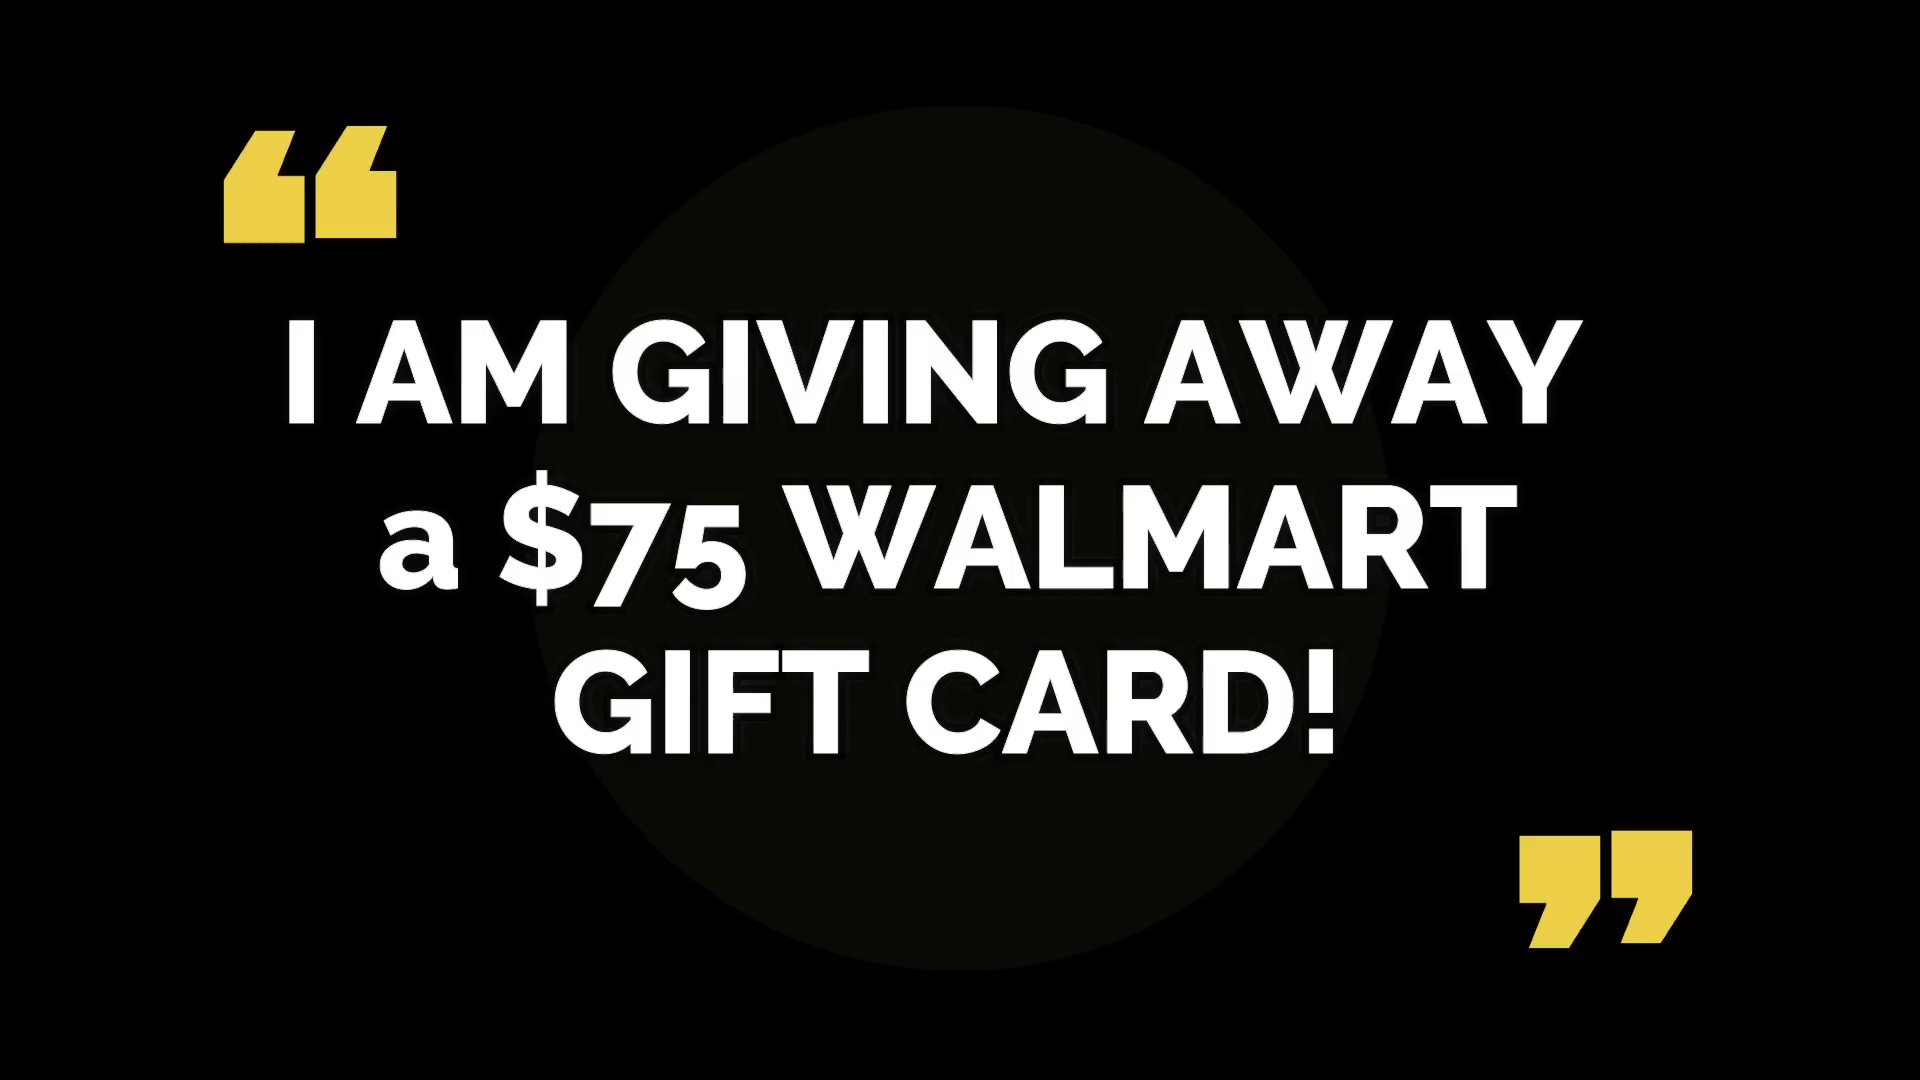 “
I AM GIVING AWAY
a $75 WALMART
GIFT CARD!
”